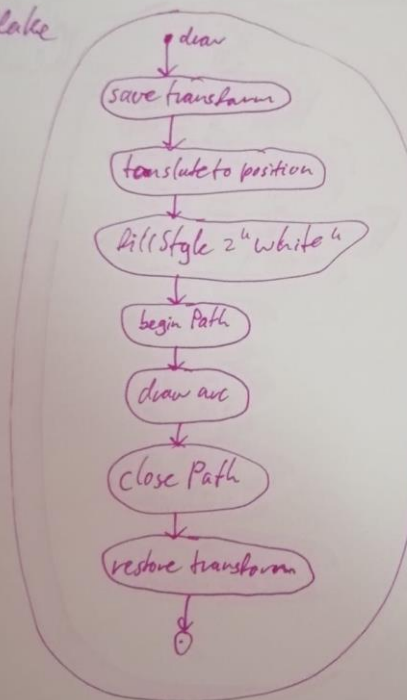 lake
draw
save transform
translate to position
fillStyle = "white"
begin Path
draw arc
close Path
restore transform